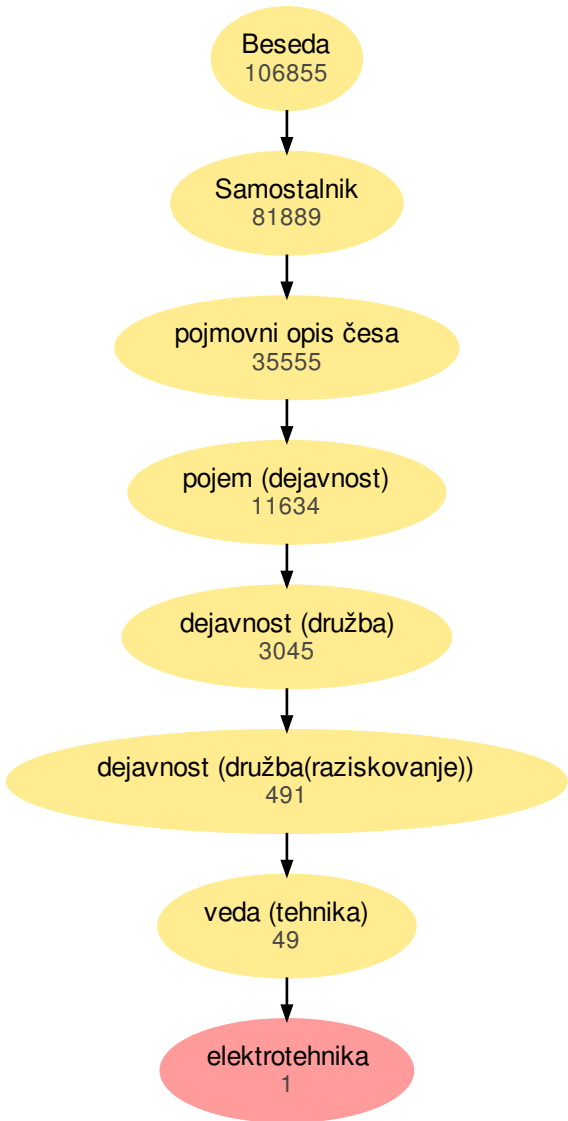 Beseda
106855
Samostalnik
81889
pojmovni opis česa
35555
pojem (dejavnost)
11634
dejavnost (družba)
3045
dejavnost (družba(raziskovanje))
491
veda (tehnika)
49
elektrotehnika
1